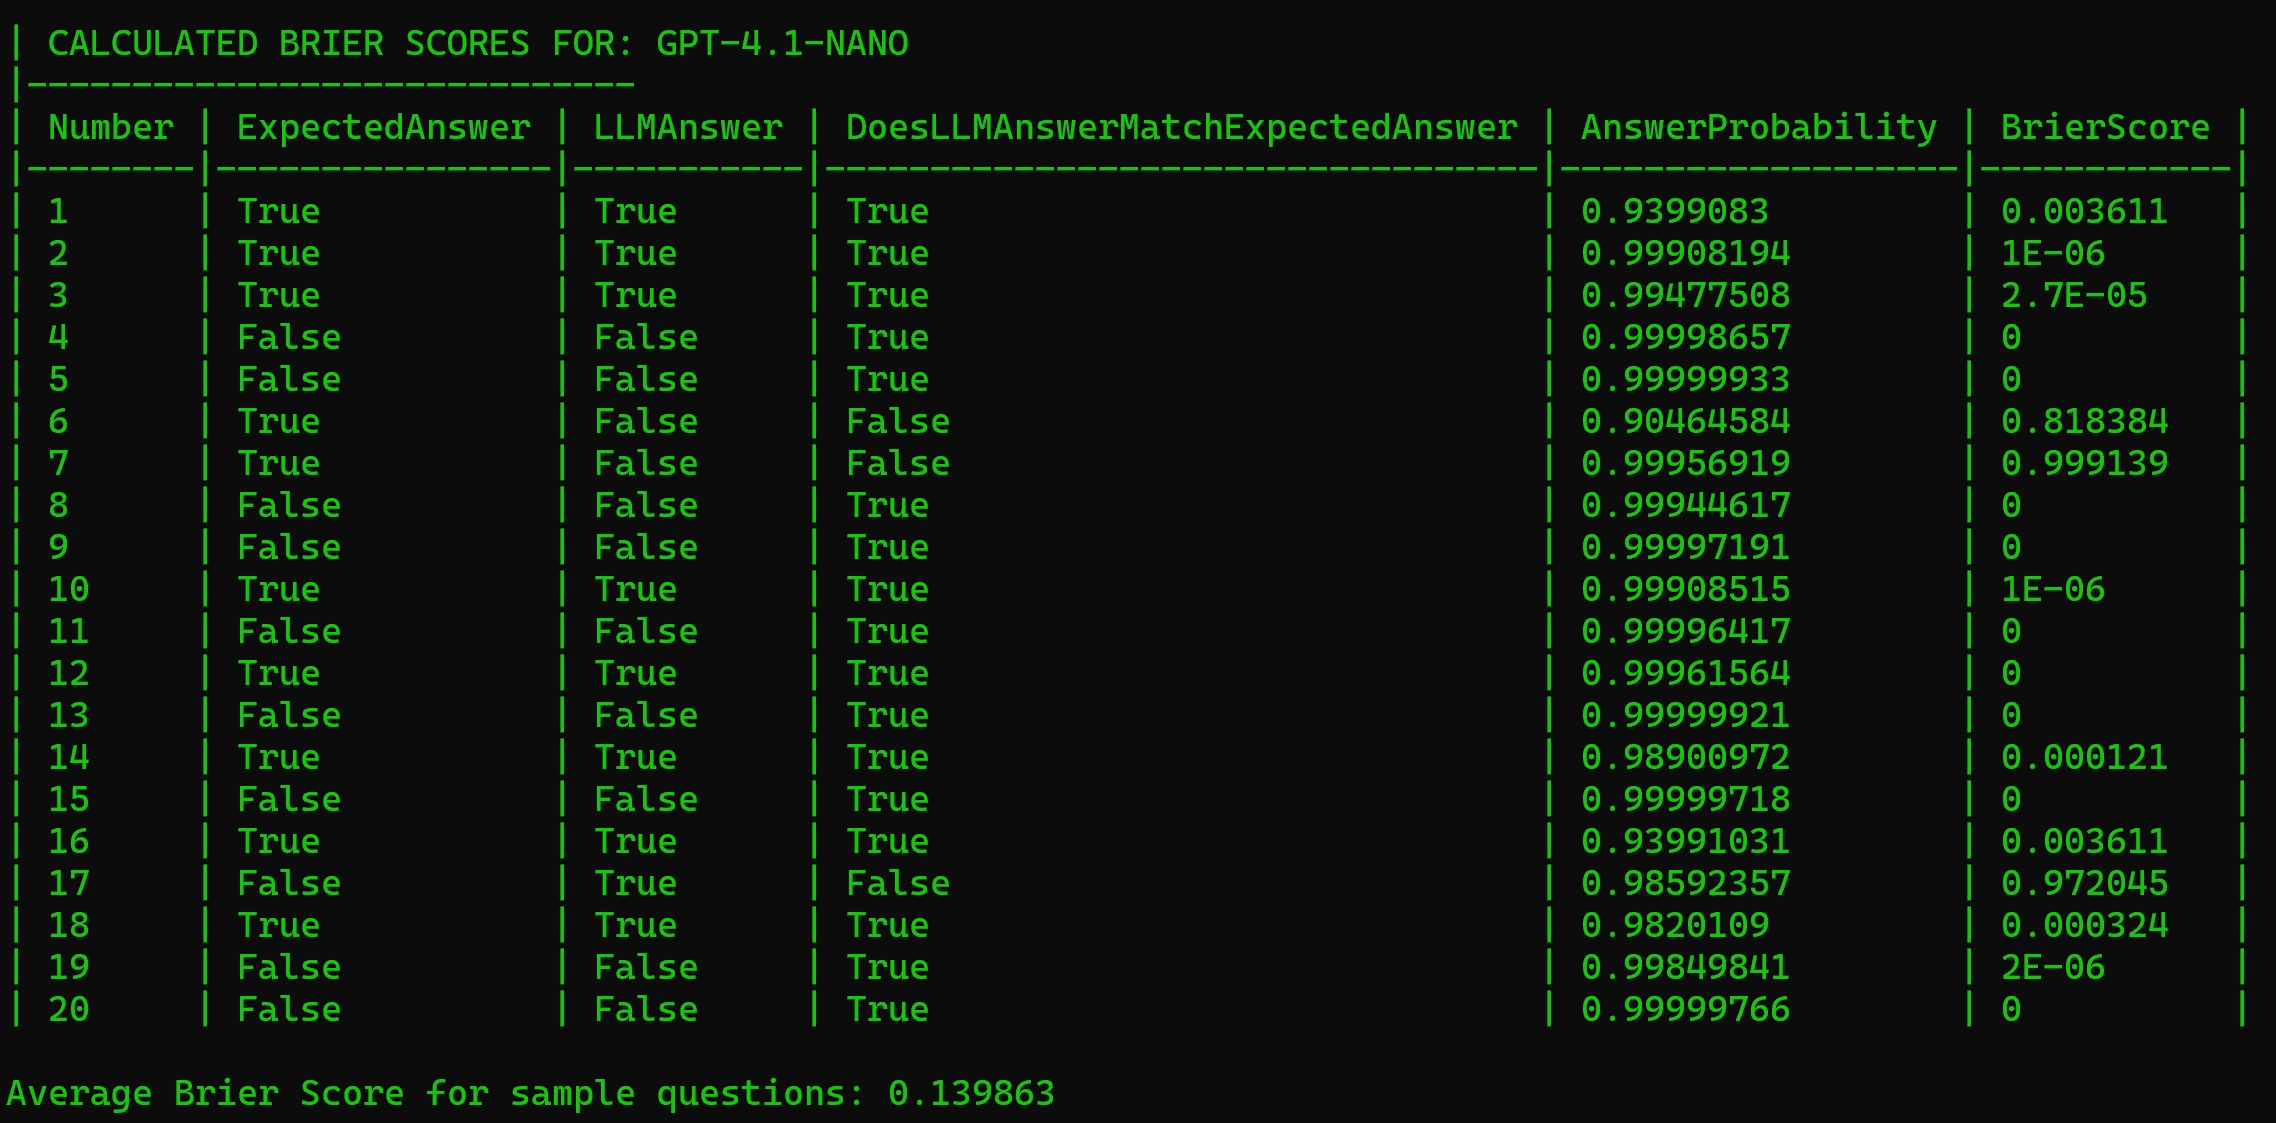 | CALCULATED BRIER SCORES FOR: GPT-4.1-NANO
|-----------------------------
| Number | ExpectedAnswer | LLMAnswer | DoesLLMAnswerMatchExpectedAnswer | AnswerProbability | BrierScore |
|--------|----------------|-----------|----------------------------------|-------------------|------------|
| 1 | True | True | True | 0.9399083 | 0.003611 |
| 2 | True | True | True | 0.99908194 | 1E-06 |
| 3 | True | True | True | 0.99477508 | 2.7E-05 |
| 4 | False | False | True | 0.99998657 | 0 |
| 5 | False | False | True | 0.99999933 | 0 |
| 6 | True | False | False | 0.90464584 | 0.818384 |
| 7 | True | False | False | 0.99956919 | 0.999139 |
| 8 | False | False | True | 0.99944617 | 0 |
| 9 | False | False | True | 0.99997191 | 0 |
| 10 | True | True | True | 0.99908515 | 1E-06 |
| 11 | False | False | True | 0.99996417 | 0 |
| 12 | True | True | True | 0.99961564 | 0 |
| 13 | False | False | True | 0.99999921 | 0 |
| 14 | True | True | True | 0.98900972 | 0.000121 |
| 15 | False | False | True | 0.99999718 | 0 |
| 16 | True | True | True | 0.93991031 | 0.003611 |
| 17 | False | True | False | 0.98592357 | 0.972045 |
| 18 | True | True | True | 0.9820109 | 0.000324 |
| 19 | False | False | True | 0.99849841 | 2E-06 |
| 20 | False | False | True | 0.99999766 | 0 |
Average Brier Score for sample questions: 0.139863